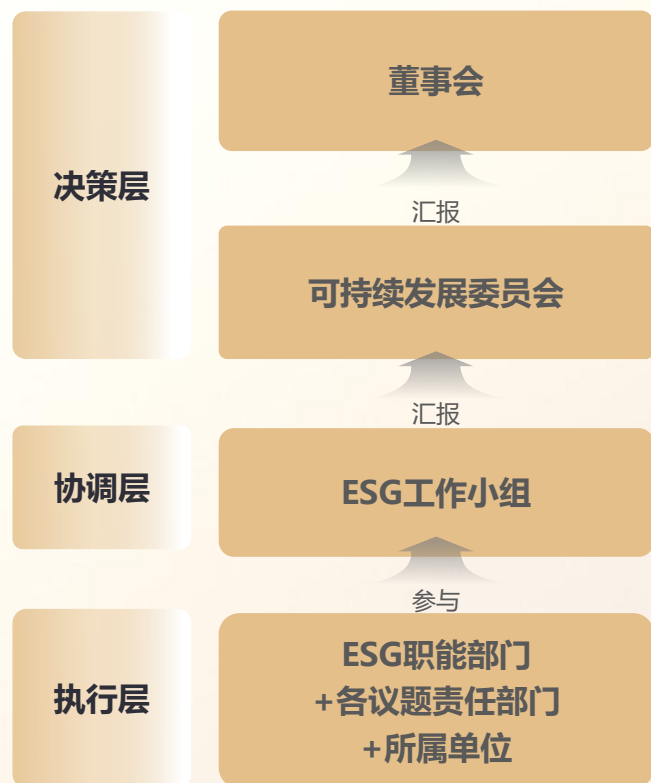 董事会
决策层
汇报
可持续发展委员会
汇报
协调层
ESG工作小组
参与
执行层
ESG职能部门
+各议题责任部门
+所属单位